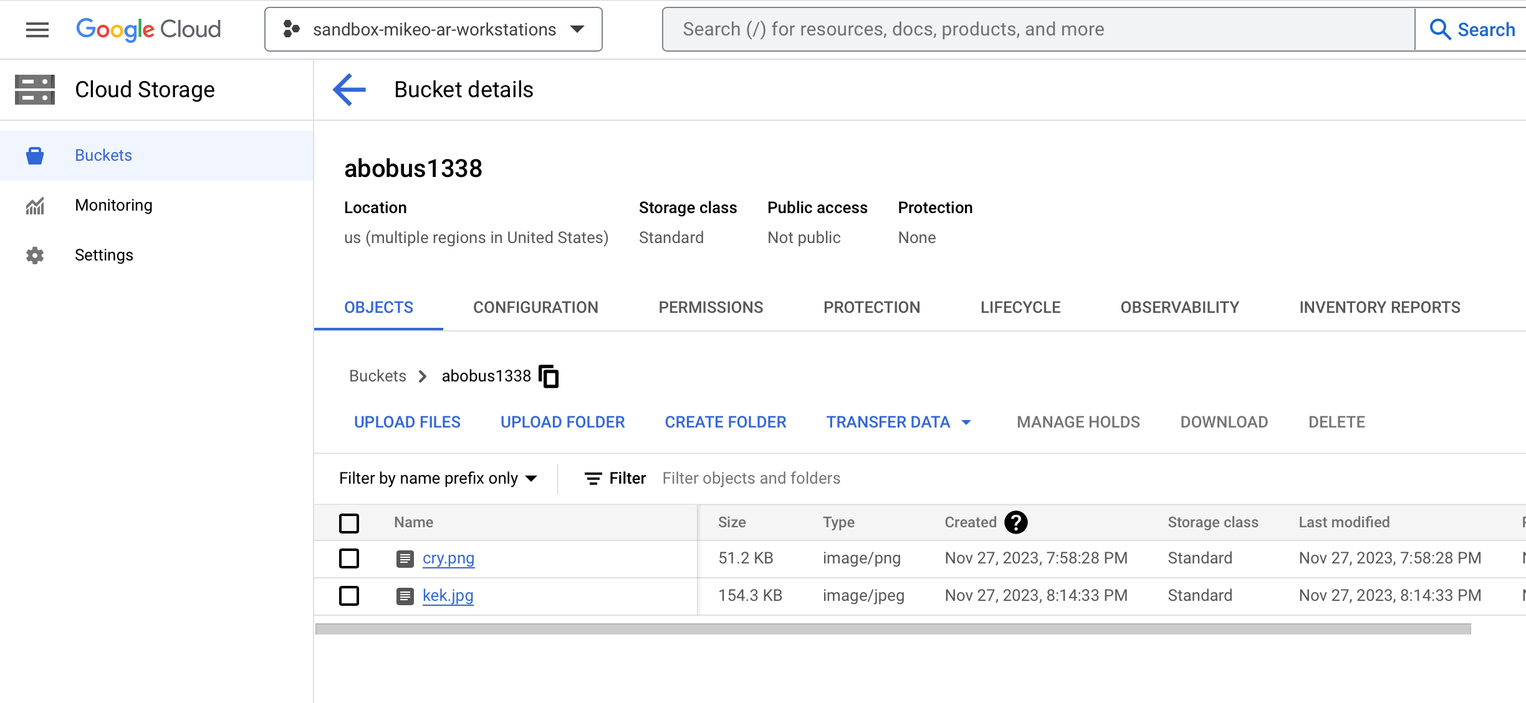 Google Cloud
sandbox-mikeo-ar-workstations
Search (/) for resources, docs, products, and more
Search
Cloud Storage
Bucket details
Buckets
Monitoring
Settings
abobus1338
Location Storage class Public access Protection
us (multiple regions in United States) Standard Not public None
OBJECTS CONFIGURATION PERMISSIONS PROTECTION LIFECYCLE OBSERVABILITY INVENTORY REPORTS
Buckets abobus1338
UPLOAD FILES UPLOAD FOLDER CREATE FOLDER TRANSFER DATA MANAGE HOLDS DOWNLOAD DELETE
Filter by name prefix only Filter Filter objects and folders
Name Size Type Created ? Storage class Last modified
cry.png 51.2 KB image/png Nov 27, 2023, 7:58:28 PM Standard Nov 27, 2023, 7:58:28 PM
kek.jpg 154.3 KB image/jpeg Nov 27, 2023, 8:14:33 PM Standard Nov 27, 2023, 8:14:33 PM